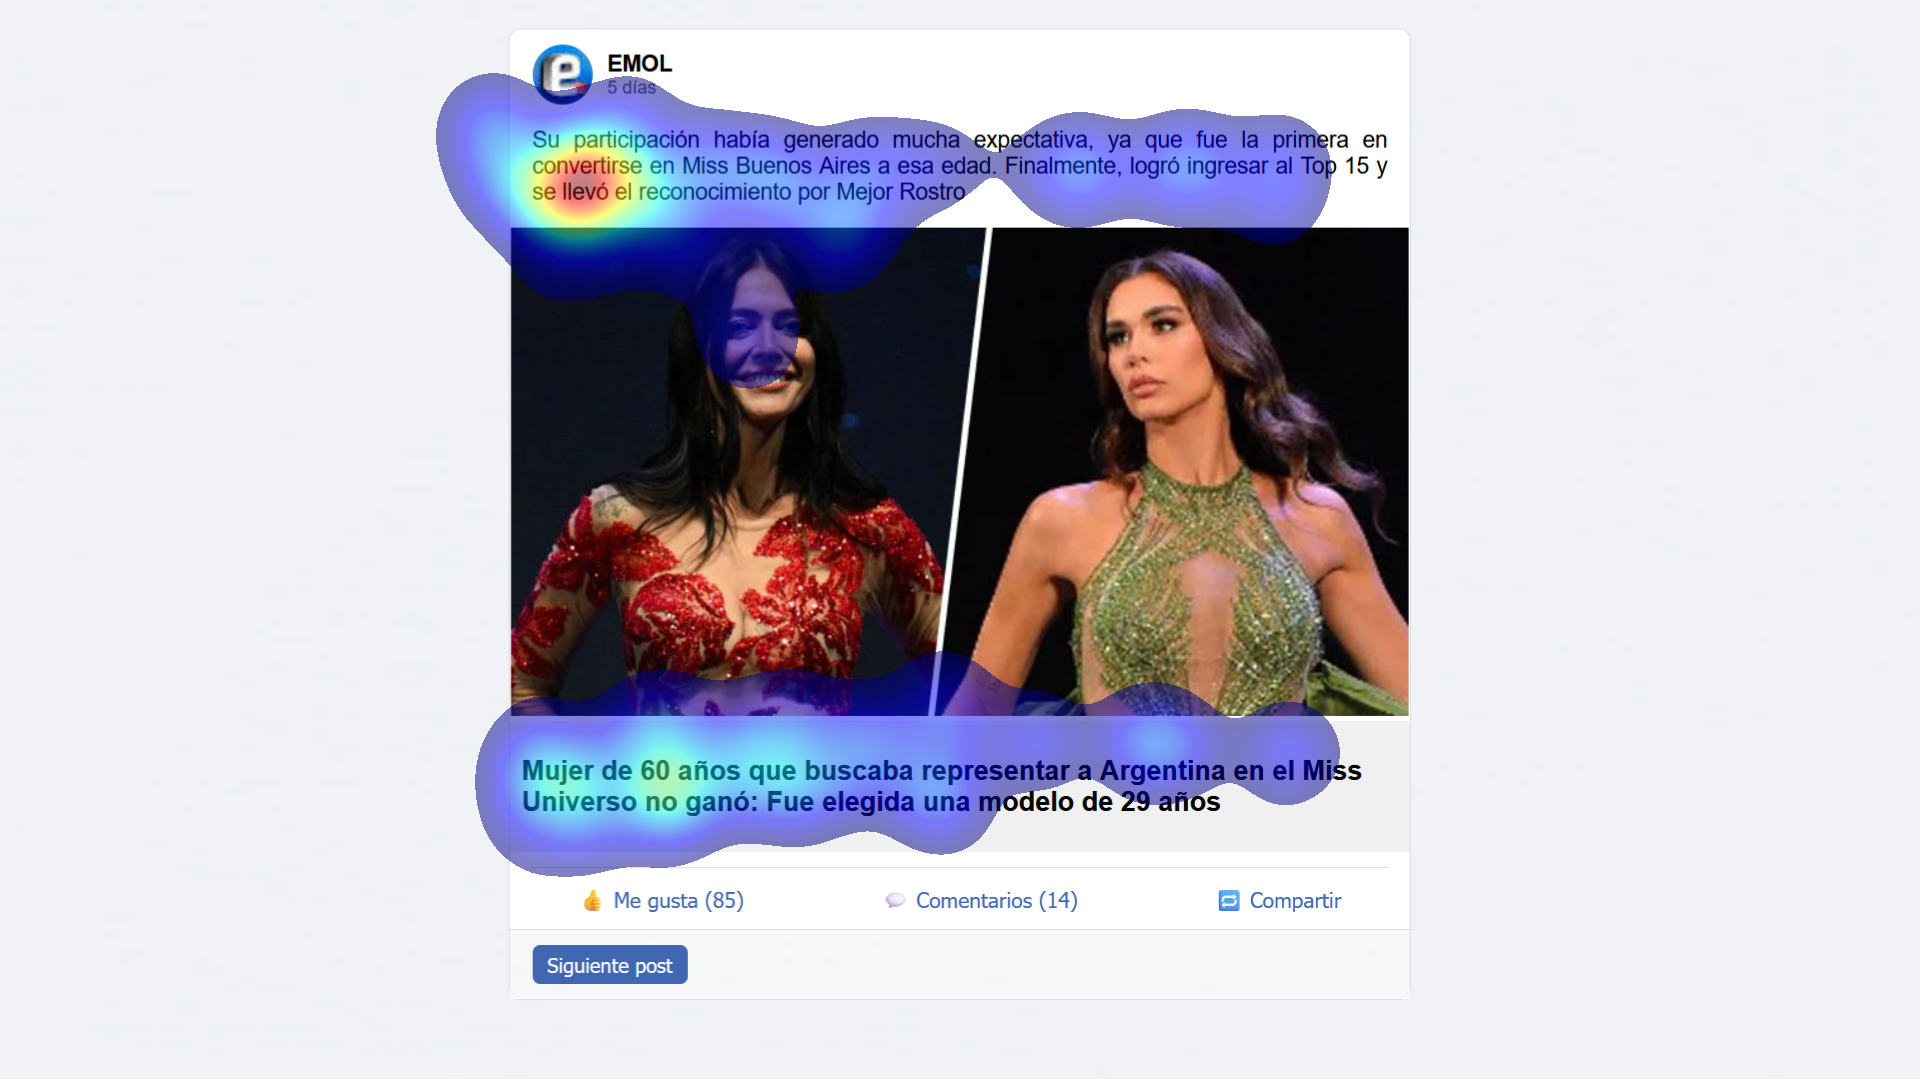 EMOL
5 días
Su participación había generado mucha expectativa, ya que fue la primera en
convertirse en Miss Buenos Aires a esa edad. Finalmente, logró ingresar al Top 15 y
se llevó el reconocimiento por Mejor Rostro
Mujer de 60 años que buscaba representar a Argentina en el Miss
Universo no ganó: Fue elegida una modelo de 29 años
👍 Me gusta (85)
💬 Comentarios (14)
🔁 Compartir
Siguiente post